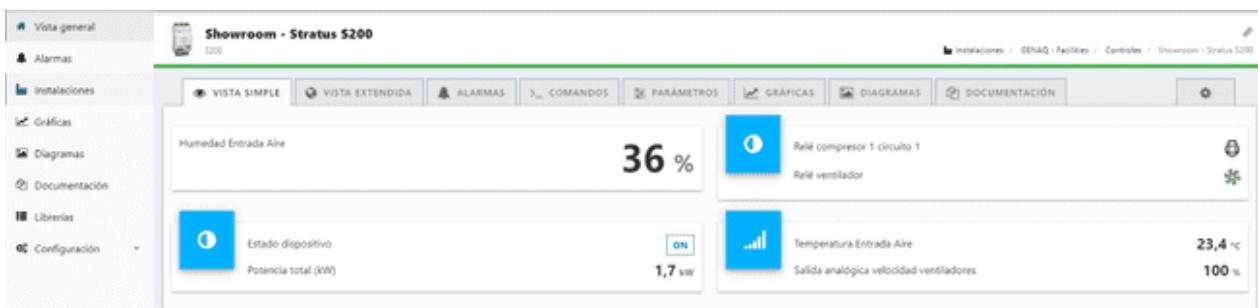 Vista general
Alarmas
Instalaciones
Gráficas
Diagramas
Documentación
Librerías
Configuración
Showroom - Stratus S200
S200
Instalaciones / GENAQ - Facilities / Controles / Showroom - Stratus S200
VISTA SIMPLE
VISTA EXTENDIDA
ALARMAS
COMANDOS
PARÁMETROS
GRÁFICAS
DIAGRAMAS
DOCUMENTACIÓN
Humedad Entrada Aire
36 %
Relé compresor 1 circuito 1
Relé ventilador
Estado dispositivo ON
Potencia total (kW) 1,7 kW
Temperatura Entrada Aire 23,4 °C
Salida analógica velocidad ventiladores 100 %